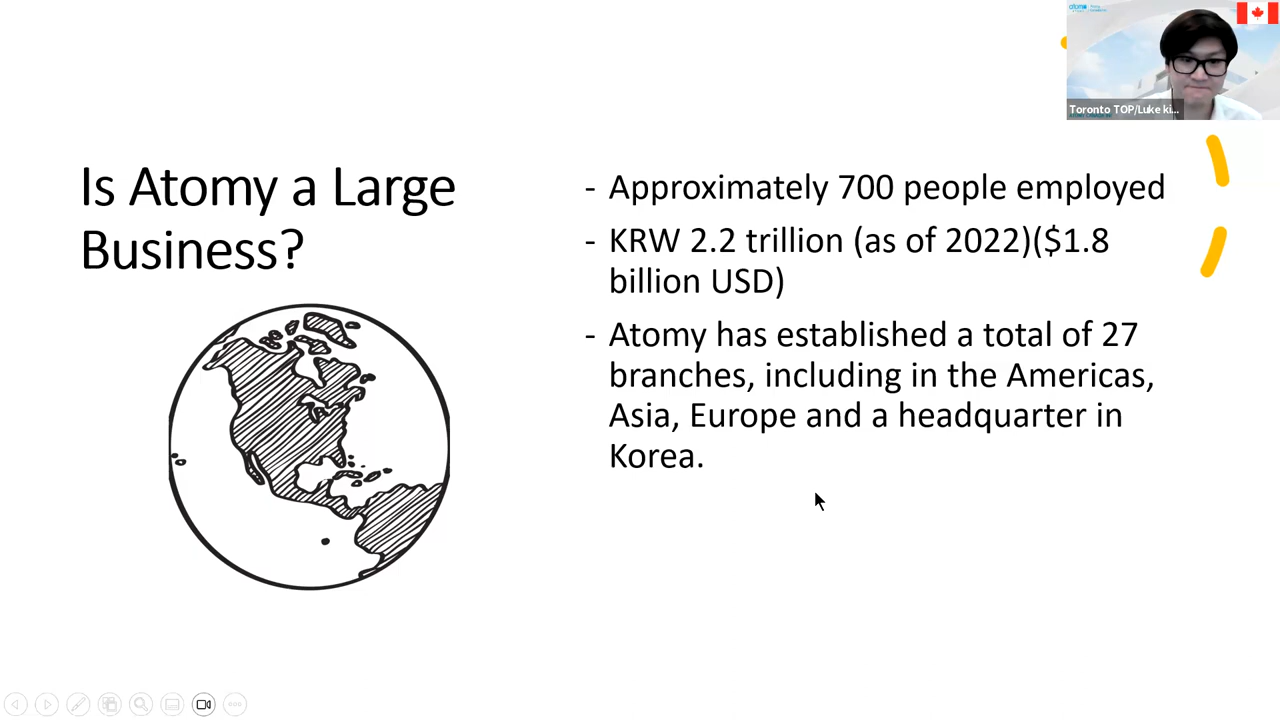 atomy
Toronto TOP/Luke ki...
Is Atomy a Large
Business?
- Approximately 700 people employed
- KRW 2.2 trillion (as of 2022)($1.8
billion USD)
- Atomy has established a total of 27
branches, including in the Americas,
Asia, Europe and a headquarter in
Korea.